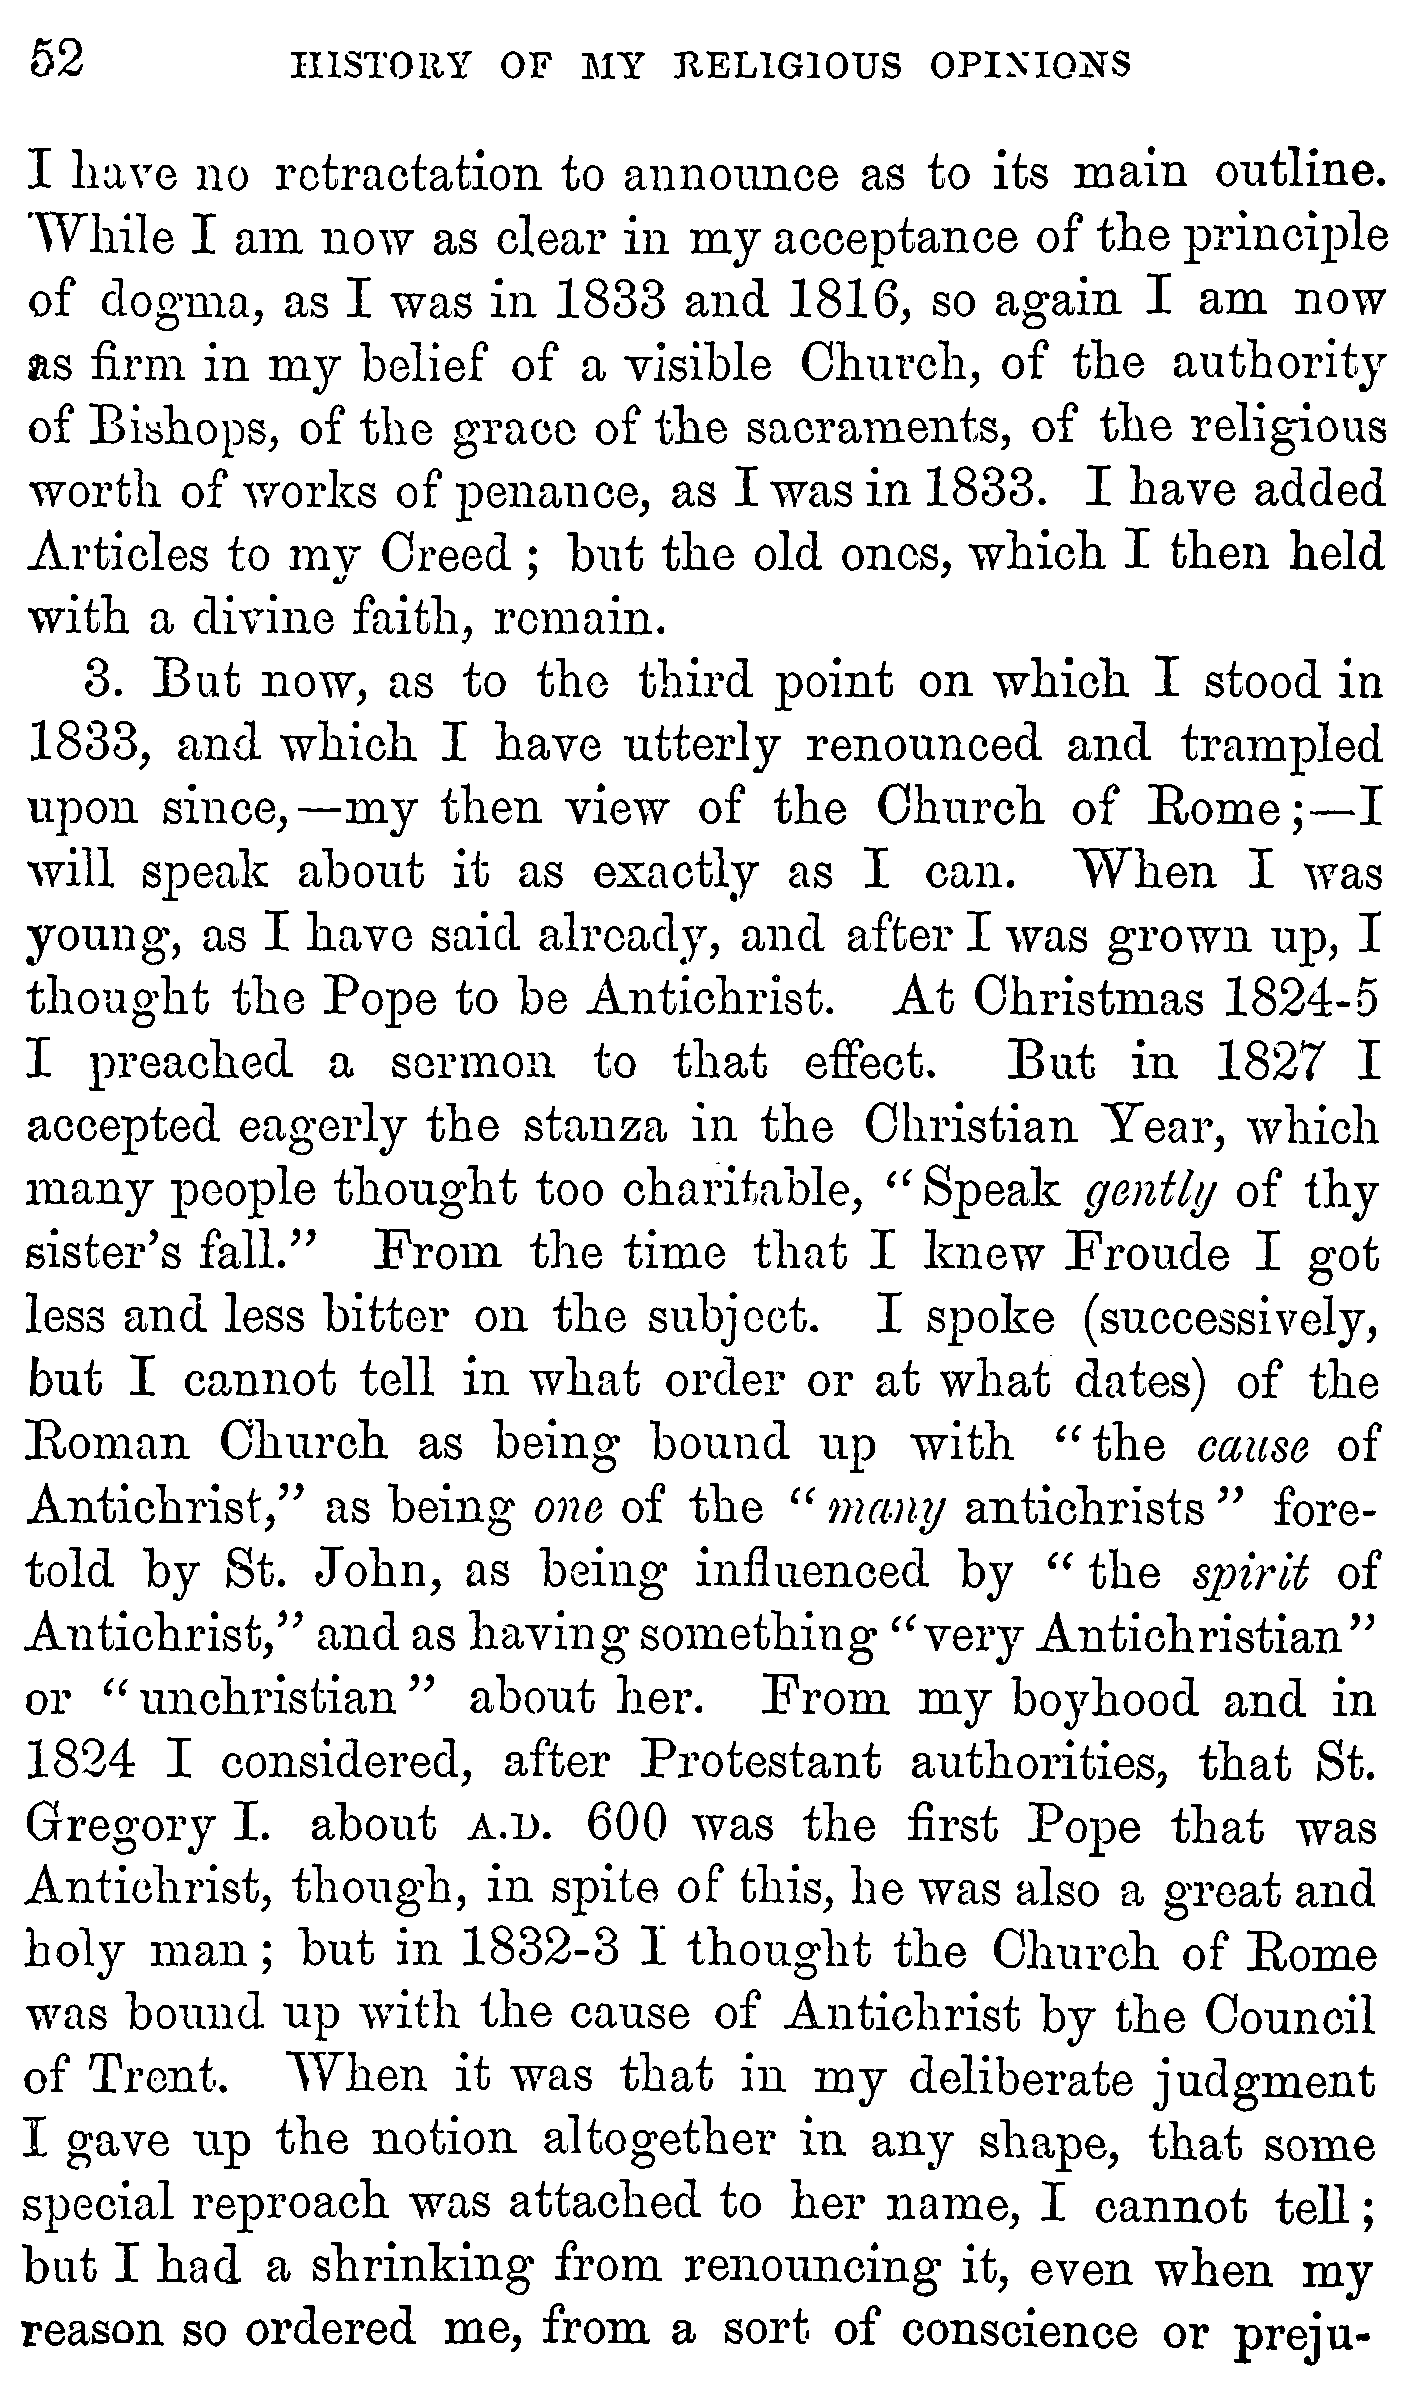 52 HISTORY OF MY RELIGIOUS OPINIONS
I have no retractation to announce as to its main outline.
While I am now as clear in my acceptance of the principle
of dogma, as I was in 1833 and 1816, so again I am now
as firm in my belief of a visible Church, of the authority
of Bishops, of the grace of the sacraments, of the religious
worth of works of penance, as I was in 1833. I have added
Articles to my Creed ; but the old ones, which I then held
with a divine faith, remain.
3. But now, as to the third point on which I stood in
1833, and which I have utterly renounced and trampled
upon since,—my then view of the Church of Rome;—I
will speak about it as exactly as I can. When I was
young, as I have said already, and after I was grown up, I
thought the Pope to be Antichrist. At Christmas 1824-5
I preached a sermon to that effect. But in 1827 I
accepted eagerly the stanza in the Christian Year, which
many people thought too charitable, “Speak gently of thy
sister’s fall.” From the time that I knew Froude I got
less and less bitter on the subject. I spoke (successively,
but I cannot tell in what order or at what dates) of the
Roman Church as being bound up with “the cause of
Antichrist,” as being one of the “many antichrists” fore-
told by St. John, as being influenced by “the spirit of
Antichrist,” and as having something “very Antichristian”
or “unchristian” about her. From my boyhood and in
1824 I considered, after Protestant authorities, that St.
Gregory I. about A.D. 600 was the first Pope that was
Antichrist, though, in spite of this, he was also a great and
holy man ; but in 1832-3 I thought the Church of Rome
was bound up with the cause of Antichrist by the Council
of Trent. When it was that in my deliberate judgment
I gave up the notion altogether in any shape, that some
special reproach was attached to her name, I cannot tell ;
but I had a shrinking from renouncing it, even when my
reason so ordered me, from a sort of conscience or preju-